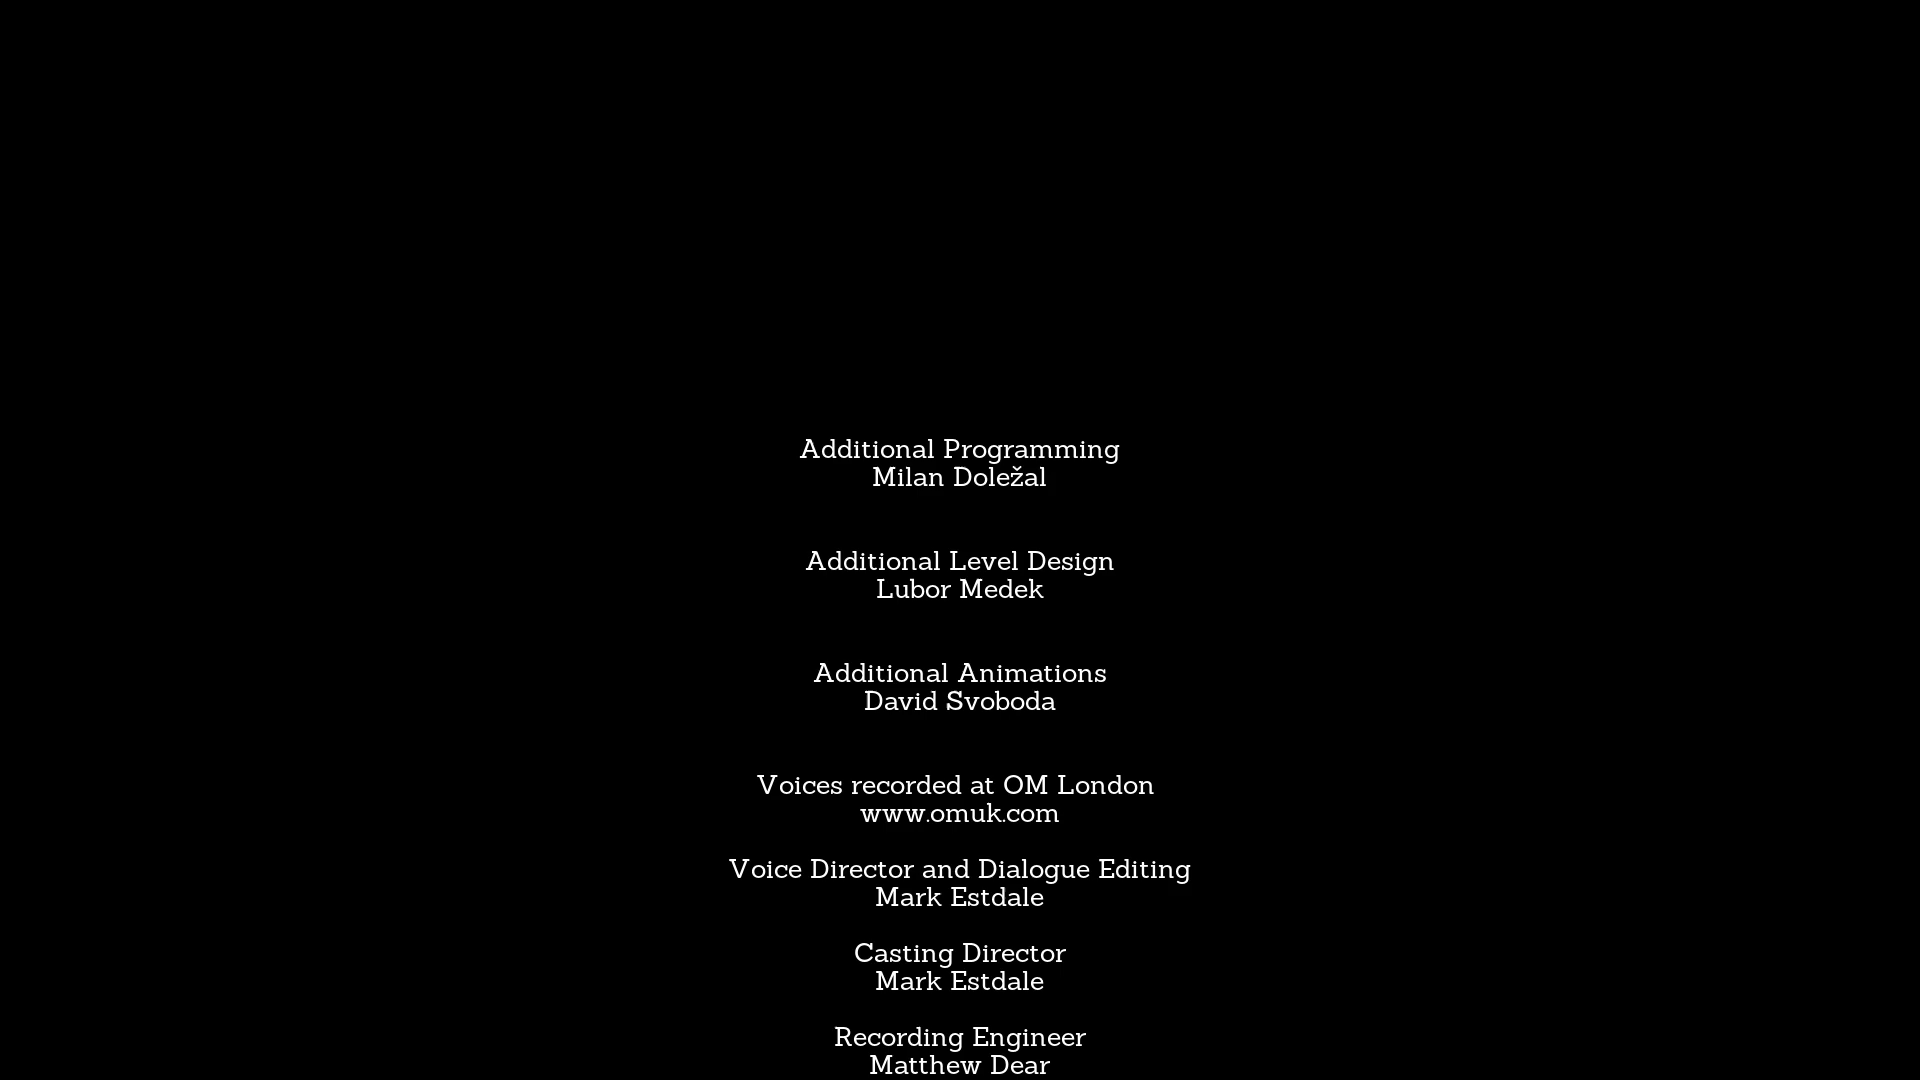 Additional Programming
Milan Doležal
Additional Level Design
Lubor Medek
Additional Animations
David Svoboda
Voices recorded at OM London
www.omuk.com
Voice Director and Dialogue Editing
Mark Estdale
Casting Director
Mark Estdale
Recording Engineer
Matthew Dear